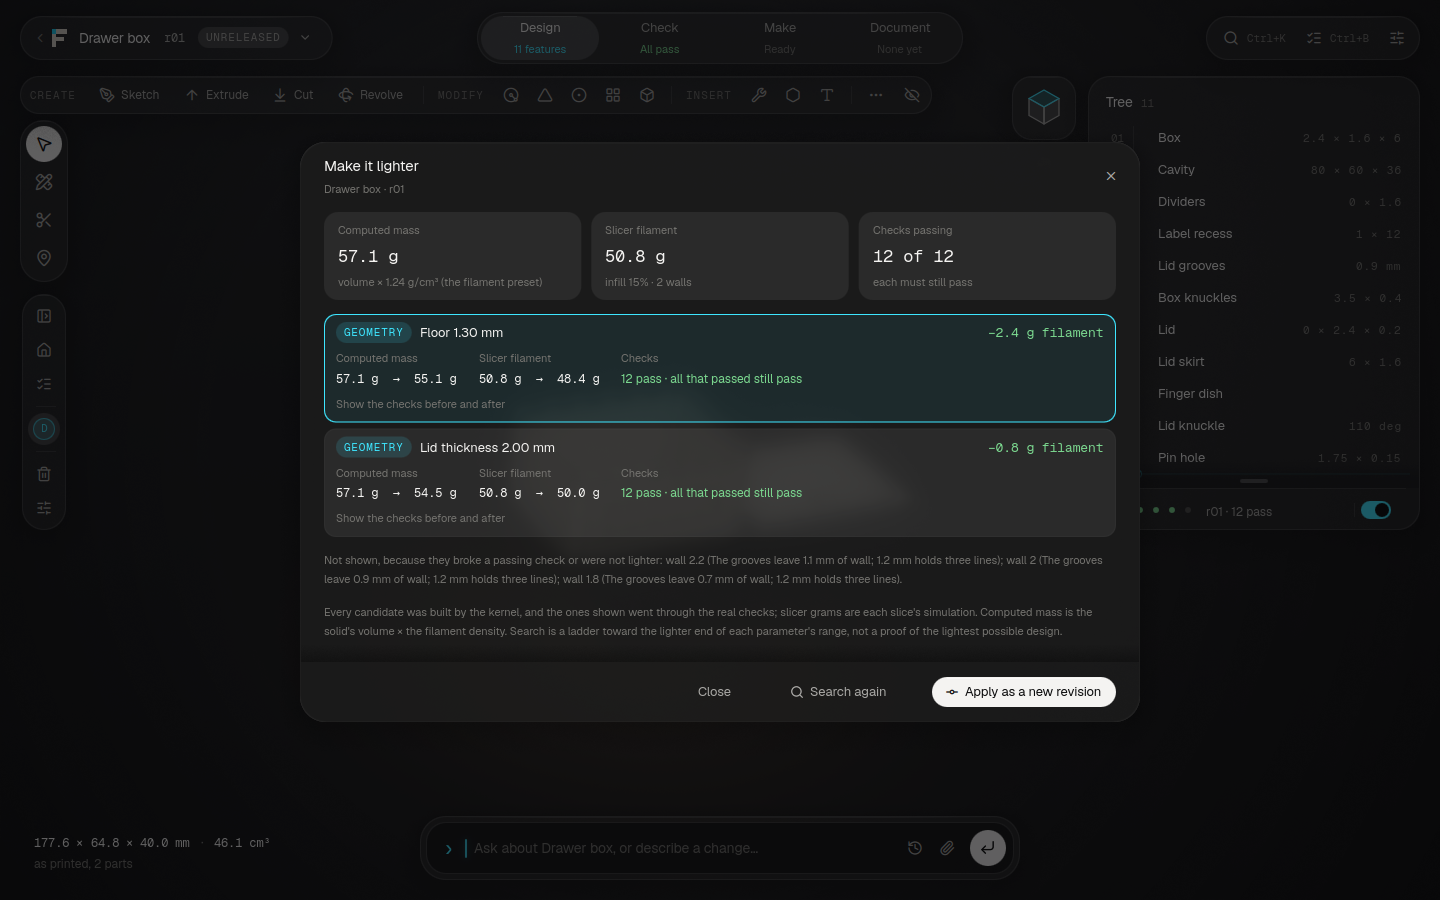 Drawer box r01 UNRELEASED
Design
11 features
Check
All pass
Make
Ready
Document
None yet
Ctrl+K Ctrl+B
CREATE Sketch Extrude Cut Revolve MODIFY INSERT
Tree 11
01 Box 2.4 × 1.6 × 6
Cavity 80 × 60 × 36
Dividers 0 × 1.6
Label recess 1 × 12
Lid grooves 0.9 mm
Box knuckles 3.5 × 0.4
Lid 0 × 2.4 × 0.2
Lid skirt 6 × 1.6
Finger dish
Lid knuckle 110 deg
Pin hole 1.75 × 0.15
r01 · 12 pass
D
Make it lighter
Drawer box · r01
Computed mass
57.1 g
volume × 1.24 g/cm³ (the filament preset)
Slicer filament
50.8 g
infill 15% · 2 walls
Checks passing
12 of 12
each must still pass
GEOMETRY Floor 1.30 mm −2.4 g filament
Computed mass Slicer filament Checks
57.1 g → 55.1 g 50.8 g → 48.4 g 12 pass · all that passed still pass
Show the checks before and after
GEOMETRY Lid thickness 2.00 mm −0.8 g filament
Computed mass Slicer filament Checks
57.1 g → 54.5 g 50.8 g → 50.0 g 12 pass · all that passed still pass
Show the checks before and after
Not shown, because they broke a passing check or were not lighter: wall 2.2 (The grooves leave 1.1 mm of wall; 1.2 mm holds three lines); wall 2 (The grooves
leave 0.9 mm of wall; 1.2 mm holds three lines); wall 1.8 (The grooves leave 0.7 mm of wall; 1.2 mm holds three lines).
Every candidate was built by the kernel, and the ones shown went through the real checks; slicer grams are each slice's simulation. Computed mass is the
solid's volume × the filament density. Search is a ladder toward the lighter end of each parameter's range, not a proof of the lightest possible design.
Close Search again Apply as a new revision
177.6 × 64.8 × 40.0 mm · 46.1 cm³
as printed, 2 parts
Ask about Drawer box, or describe a change...